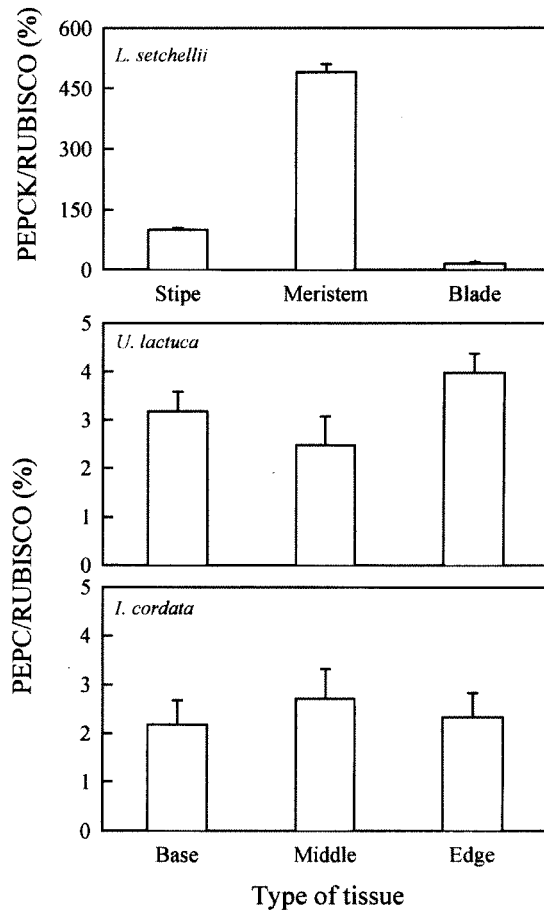 PEPCK/RUBISCO (%)
600
450
300
150
0
L. setchellii
Stipe Meristem Blade
PEPC/RUBISCO (%)
5
4
3
2
1
0
U. lactuca
5
4
3
2
1
0
I. cordata
Base Middle Edge
Type of tissue